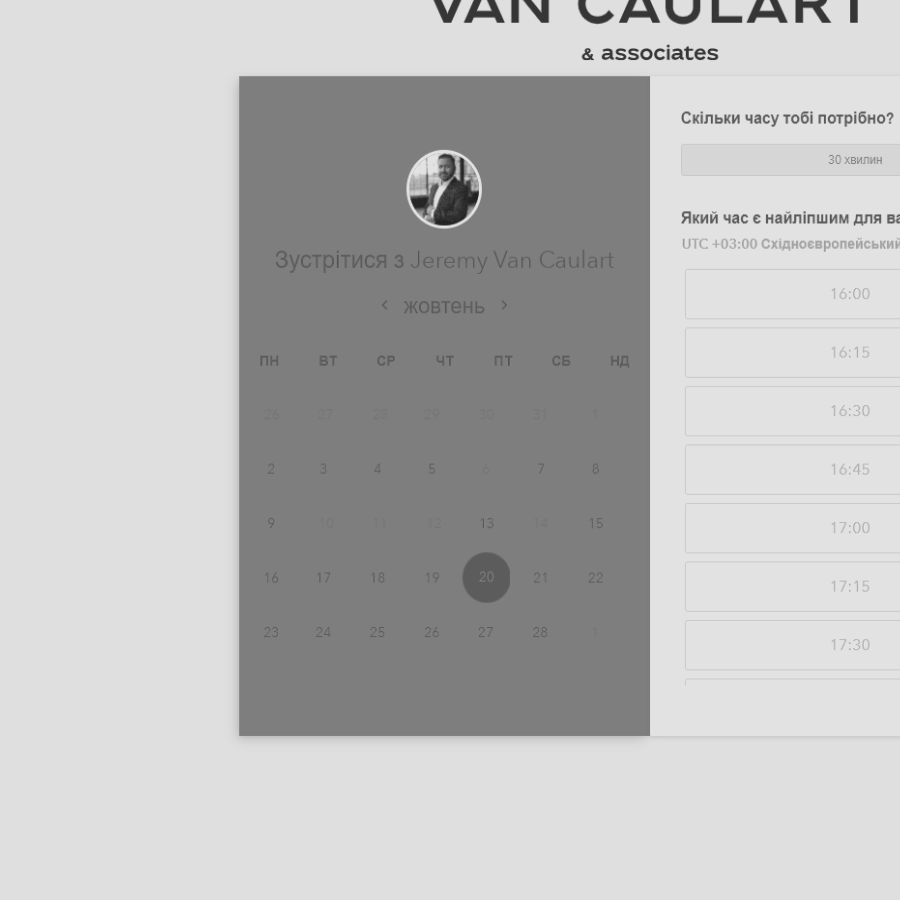 VAN CAULART
& associates
Зустрітися з Jeremy Van Caulart
жовтень
ПН ВТ СР ЧТ ПТ СБ НД
26 27 28 29 30 31 1
2 3 4 5 6 7 8
9 10 11 12 13 14 15
16 17 18 19 20 21 22
23 24 25 26 27 28 1
Скільки часу тобі потрібно?
30 хвилин
Який час є найліпшим для ва
UTC +03:00 Східноєвропейський
16:00
16:15
16:30
16:45
17:00
17:15
17:30